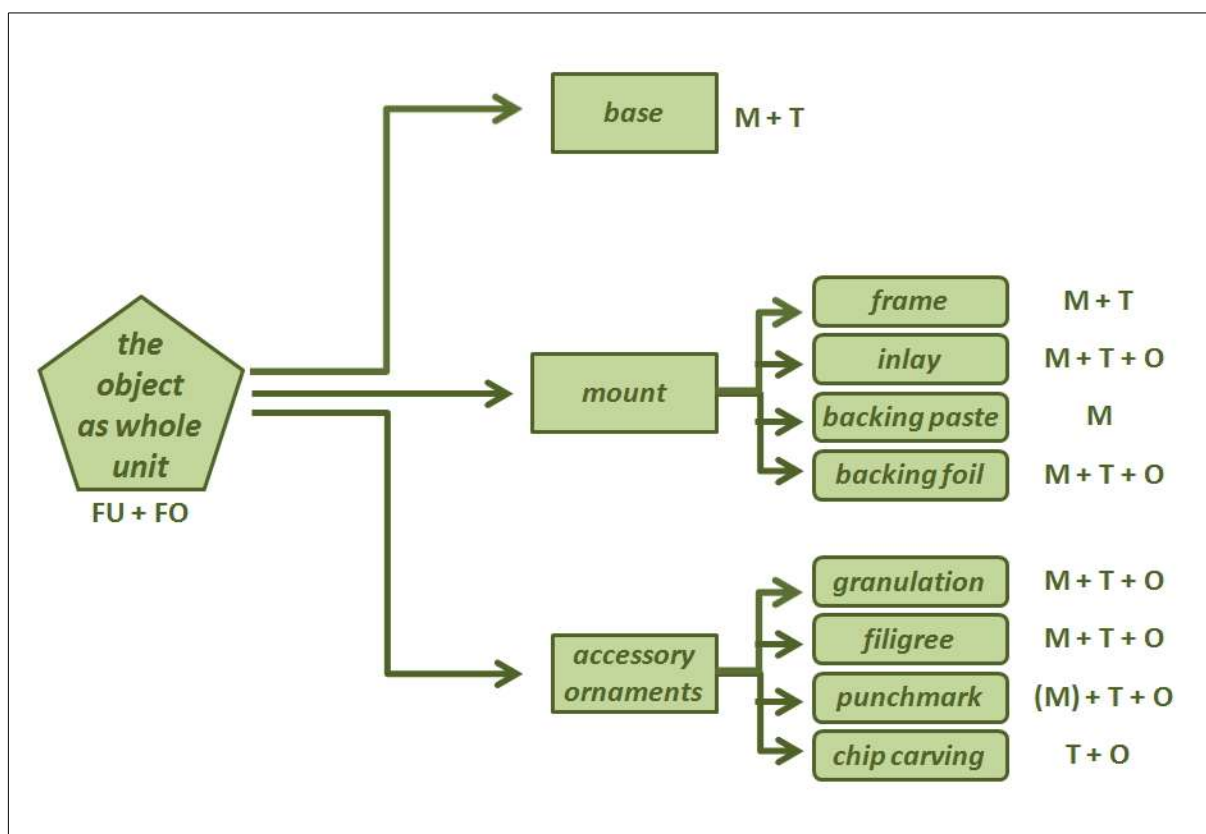 base
M + T
the
object
as whole
unit
FU + FO
mount
frame
M + T
inlay
M + T + O
backing paste
M
backing foil
M + T + O
accessory
ornaments
granulation
M + T + O
filigree
M + T + O
punchmark
(M) + T + O
chip carving
T + O